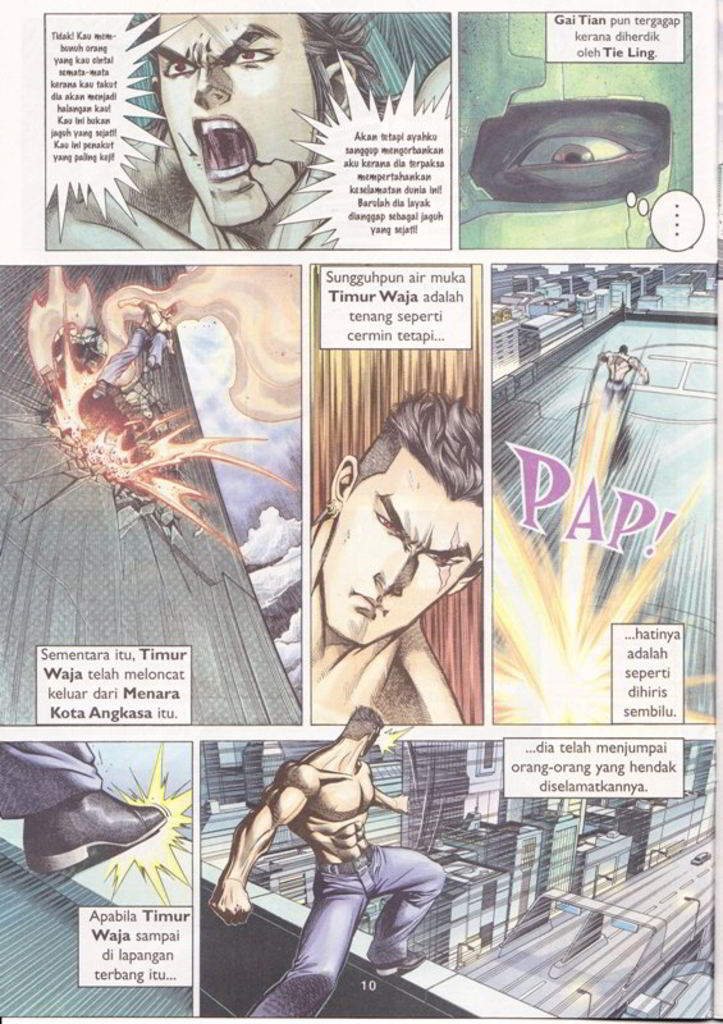 Tidak! Kau mem-
bunuh orang
yang kau cintai
semata-mata
kerana kau takut
dia akan menjadi
halangan kau!
Kau ini bukan
jaguh yang sejati!
Kau penakut
yang paling keji!
Akan tetapi ayahku
sanggup mengorbankan
aku kerana dia terpaksa
mempertahankan
keselamatan dunia ini!
Barulah dia layak
dianggap sebagai jaguh
yang sejati!
Gai Tian pun tergagap
kerana diherdik
oleh Tie Ling.
...
Sementara itu, Timur
Waja telah meloncat
keluar dari Menara
Kota Angkasa itu.
Sungguhpun air muka
Timur Waja adalah
tenang seperti
cermin tetapi...
PAP!
...hatinya
adalah
seperti
dihiris
sembilu.
Apabila Timur
Waja sampai
di lapangan
terbang itu...
...dia telah menjumpai
orang-orang yang hendak
diselamatkannya.
10